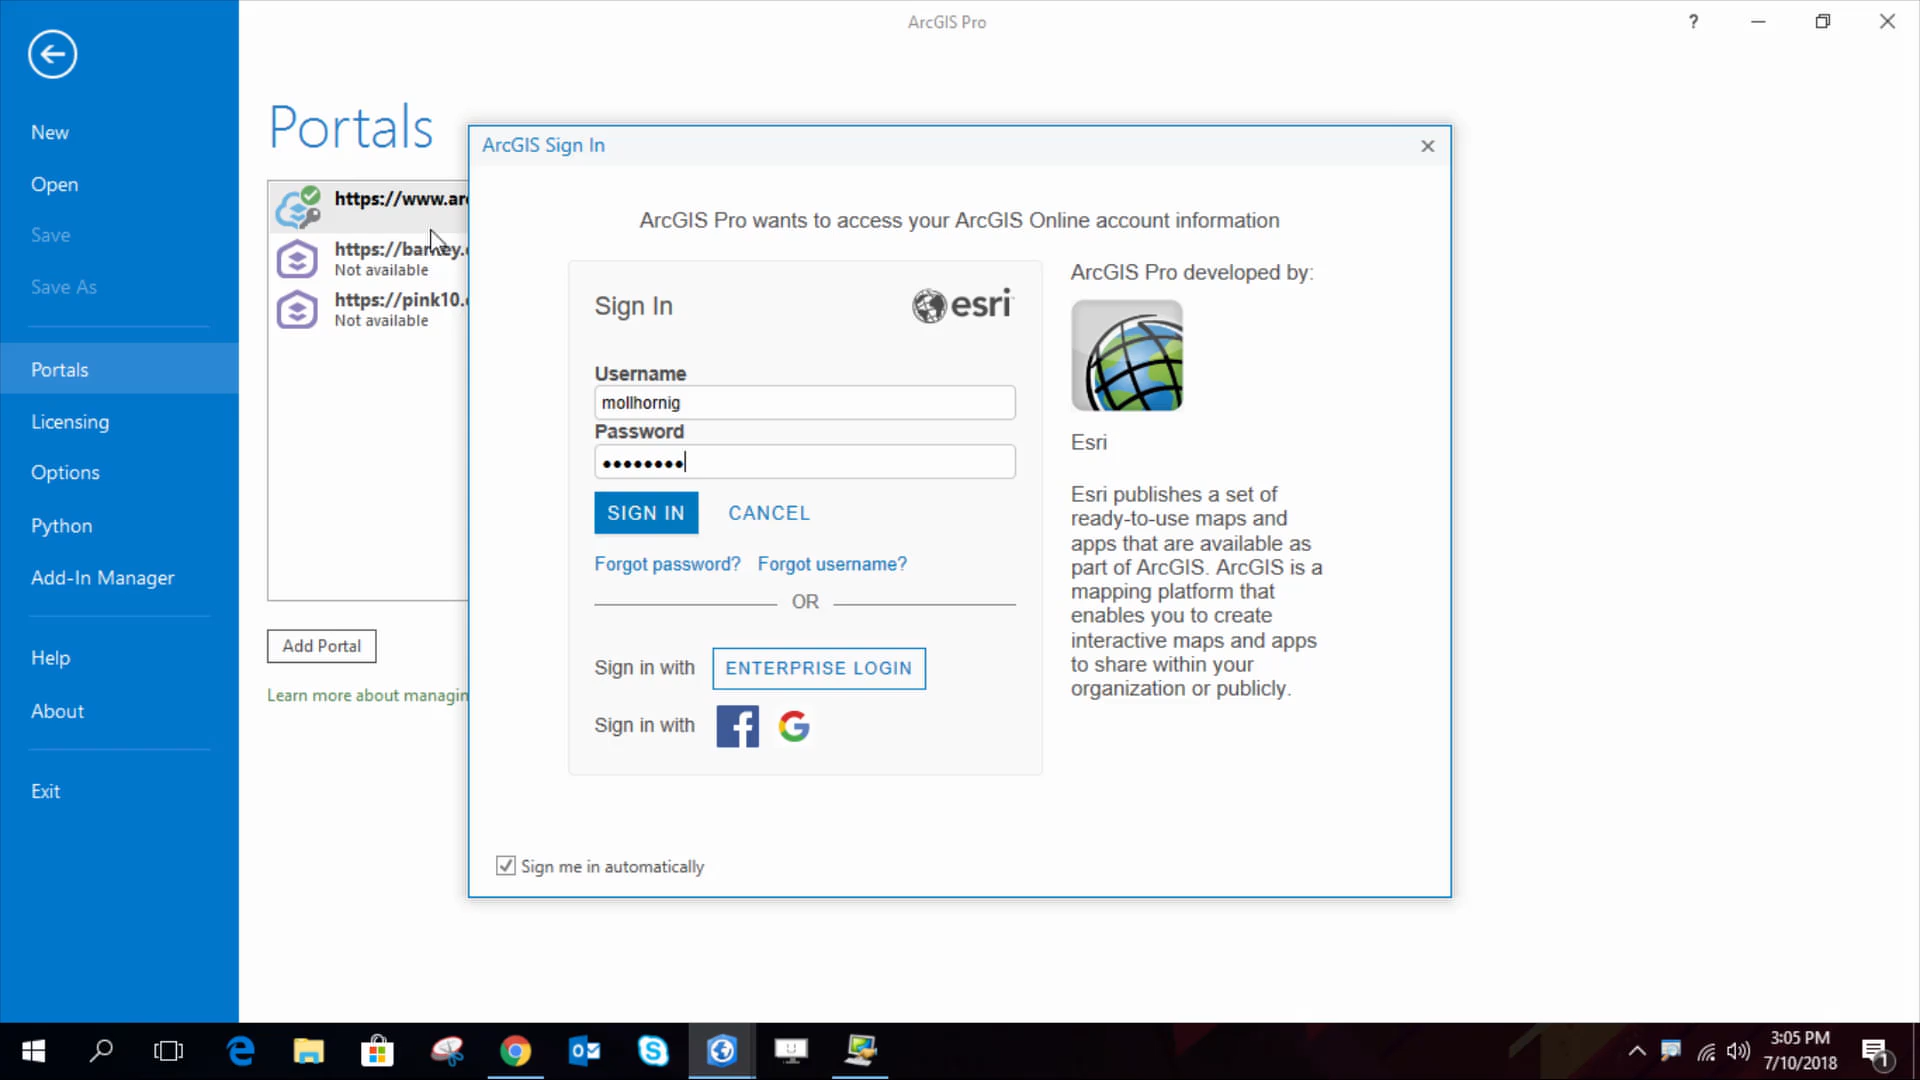 ArcGIS Pro
?
New
Open
Save
Save As
Portals
Licensing
Options
Python
Add-In Manager
Help
About
Exit
Portals
https://www.arc
https://barney.
Not available
https://pink10.
Not available
Add Portal
Learn more about managin
ArcGIS Sign In
ArcGIS Pro wants to access your ArcGIS Online account information
Sign In
esri
Username
mollhornig
Password
SIGN IN CANCEL
Forgot password? Forgot username?
OR
Sign in with ENTERPRISE LOGIN
Sign in with
ArcGIS Pro developed by:
Esri
Esri publishes a set of
ready-to-use maps and
apps that are available as
part of ArcGIS. ArcGIS is a
mapping platform that
enables you to create
interactive maps and apps
to share within your
organization or publicly.
Sign me in automatically
3:05 PM
7/10/2018
1